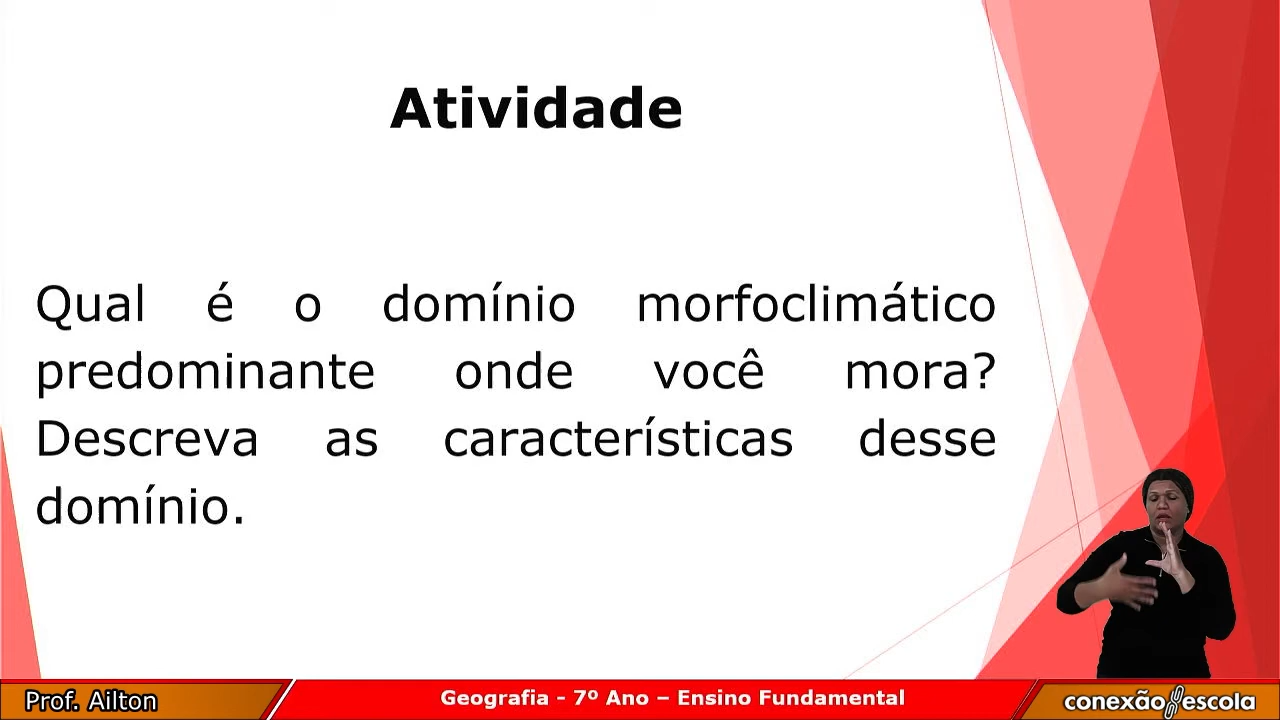 Atividade
Qual é o domínio morfoclimático
predominante onde você mora?
Descreva as características desse
domínio.
Prof. Ailton
Geografia - 7º Ano – Ensino Fundamental
conexão escola